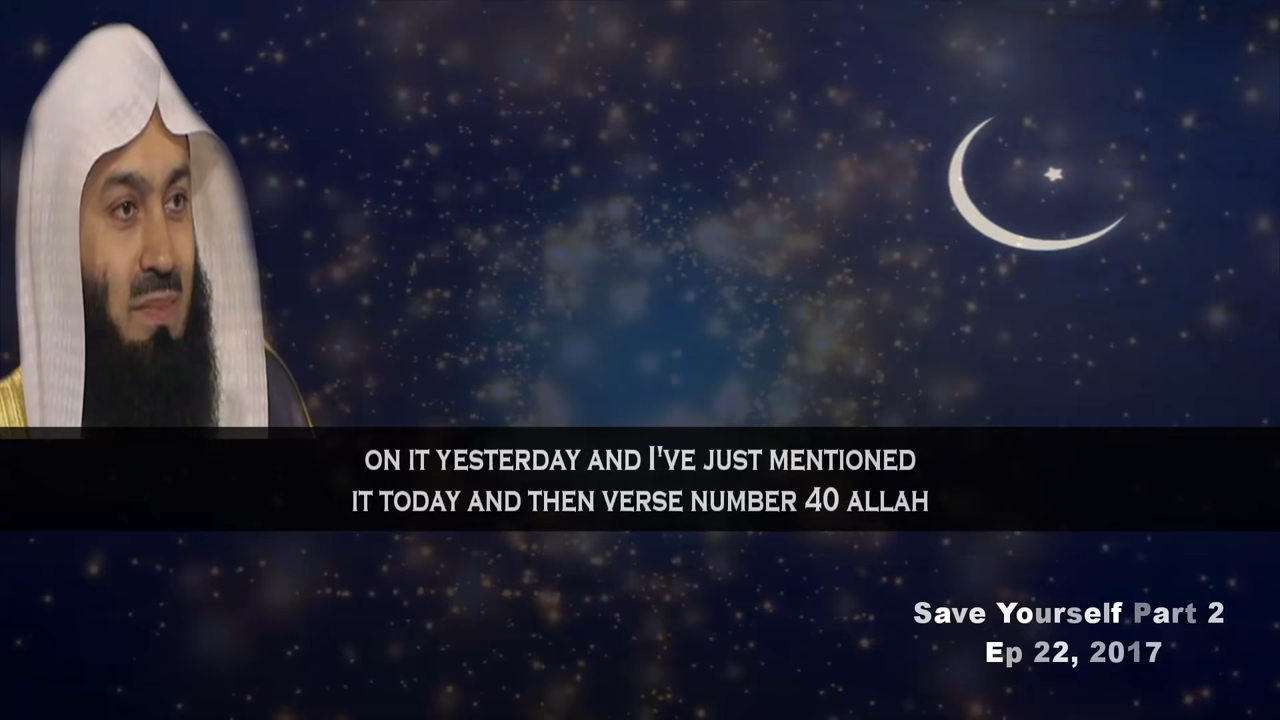 ON IT YESTERDAY AND I'VE JUST MENTIONED
IT TODAY AND THEN VERSE NUMBER 40 ALLAH
Save Yourself Part 2
Ep 22, 2017